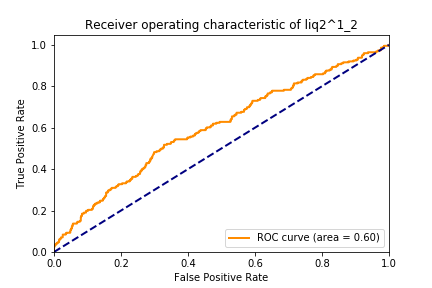 Receiver operating characteristic of liq2^1_2
1.0
0.8
0.6
0.4
0.2
0.0
True Positive Rate
ROC curve (area = 0.60)
0.0 0.2 0.4 0.6 0.8 1.0
False Positive Rate